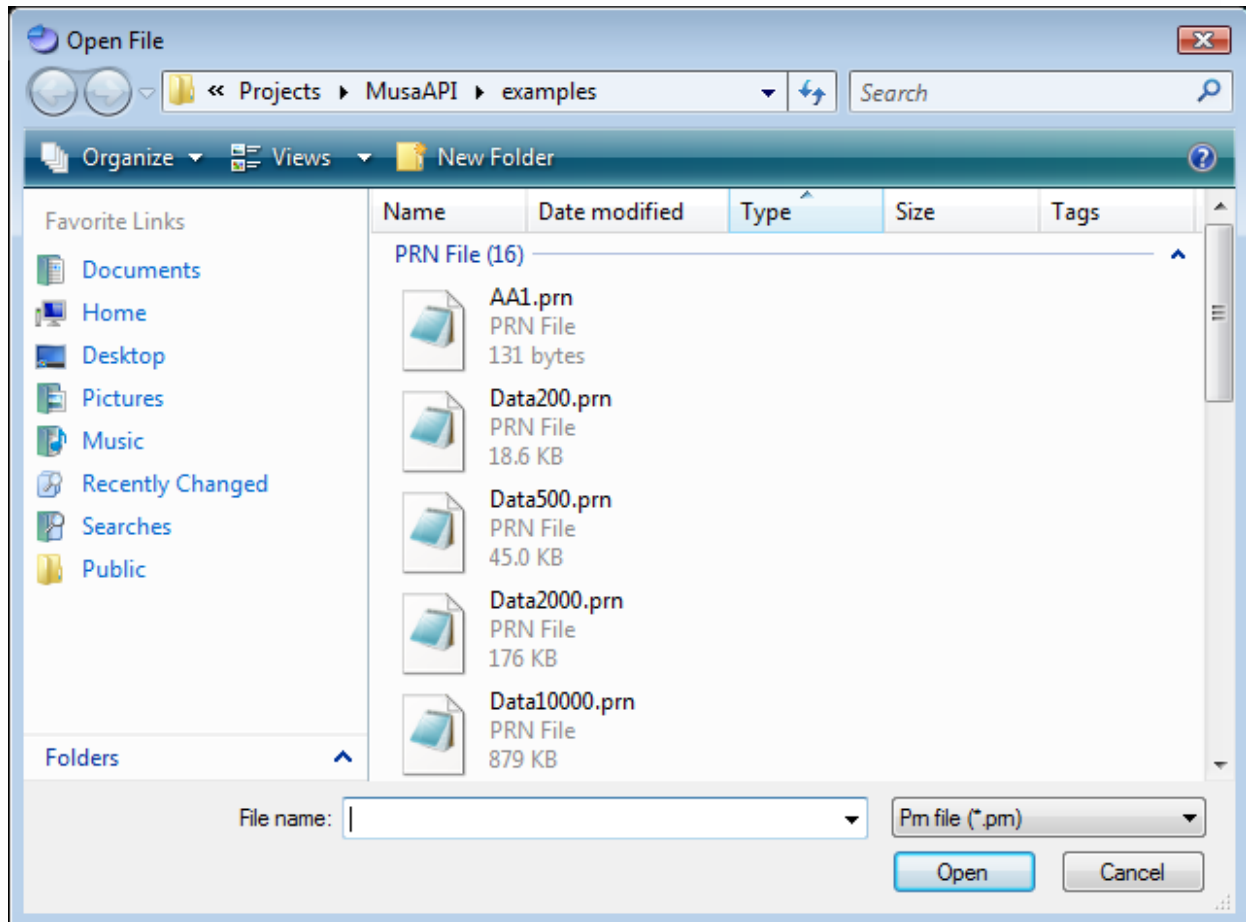 Open File
« Projects MusaAPI examples Search
Organize Views New Folder ?
Favorite Links
Documents
Home
Desktop
Pictures
Music
Recently Changed
Searches
Public
Folders
Name Date modified Type Size Tags
PRN File (16)
AA1.prn
PRN File
131 bytes
Data200.prn
PRN File
18.6 KB
Data500.prn
PRN File
45.0 KB
Data2000.prn
PRN File
176 KB
Data10000.prn
PRN File
879 KB
File name: Prn file (*.prn)
Open Cancel